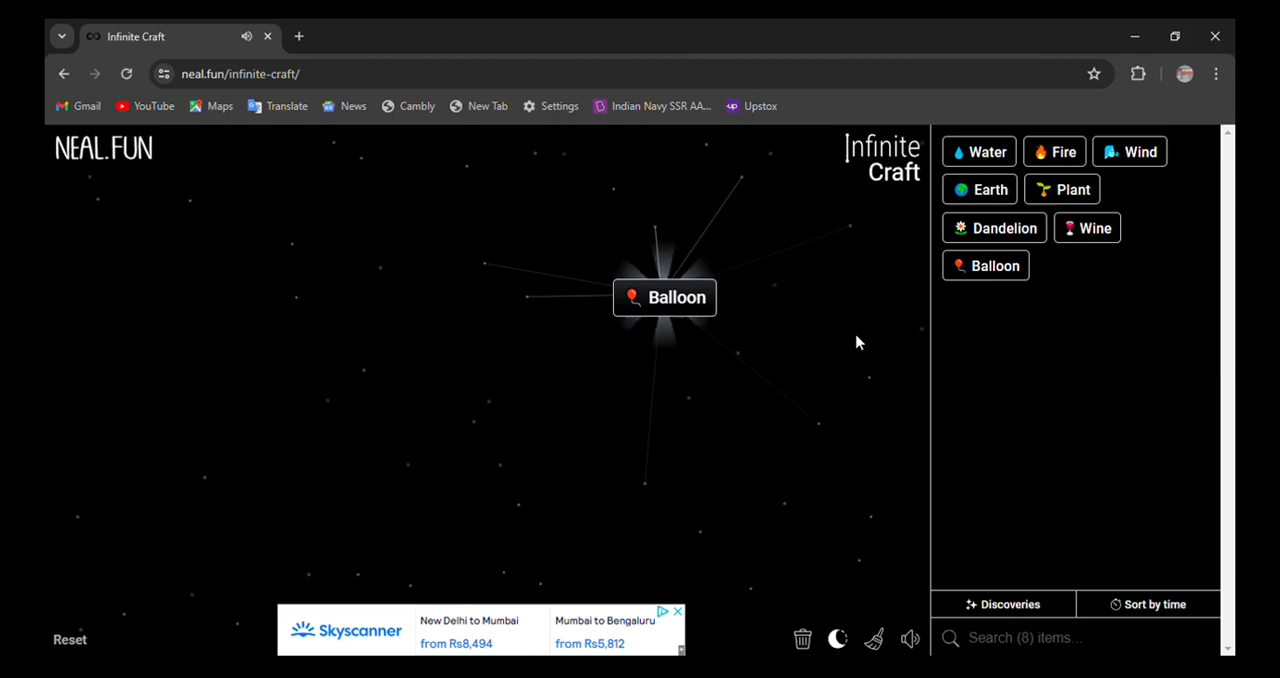 Infinite Craft
neal.fun/infinite-craft/
Gmail YouTube Maps Translate News Cambly New Tab Settings Indian Navy SSR AA... Upstox
NEAL.FUN
Infinite
Craft
Water Fire Wind
Earth Plant
Dandelion Wine
Balloon
Balloon
Discoveries Sort by time
Search (8) items...
Skyscanner
New Delhi to Mumbai
from Rs8,494
Mumbai to Bengaluru
from Rs5,812
Reset